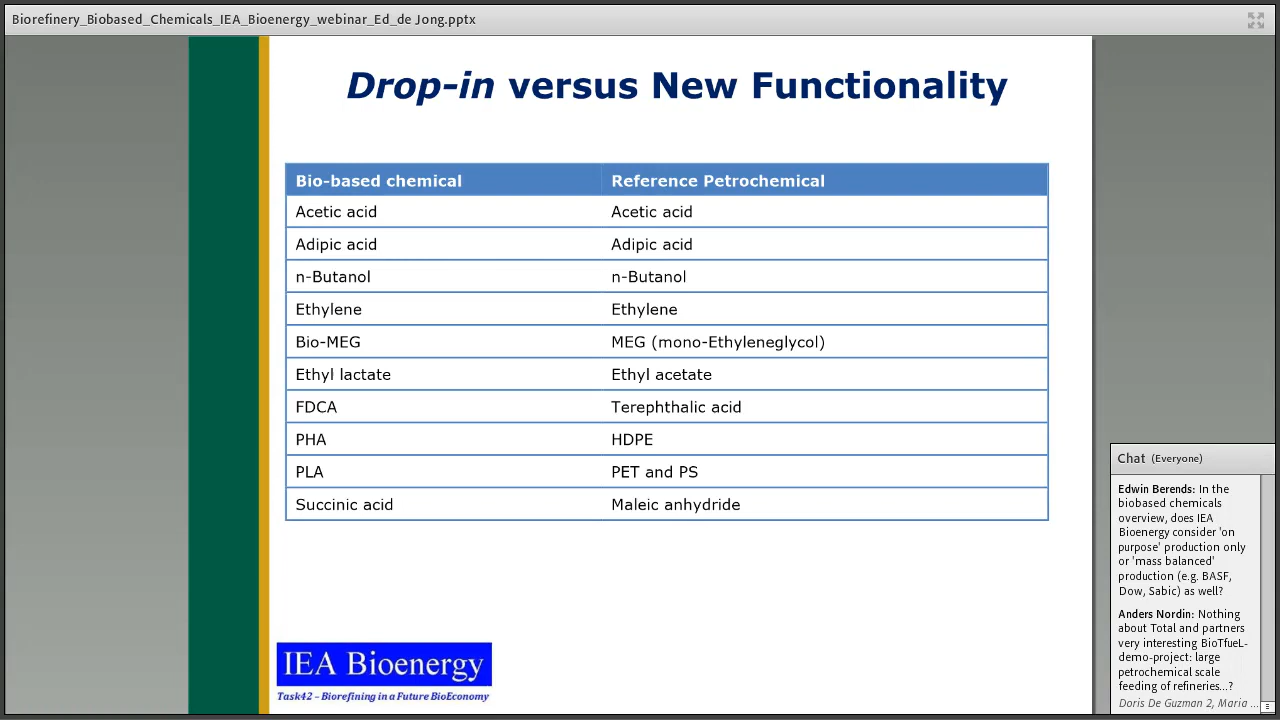 Biorefinery_Biobased_Chemicals_IEA_Bioenergy_webinar_Ed_de Jong.pptx
Drop-in versus New Functionality
Bio-based chemical Reference Petrochemical
Acetic acid Acetic acid
Adipic acid Adipic acid
n-Butanol n-Butanol
Ethylene Ethylene
Bio-MEG MEG (mono-Ethyleneglycol)
Ethyl lactate Ethyl acetate
FDCA Terephthalic acid
PHA HDPE
PLA PET and PS
Succinic acid Maleic anhydride
IEA Bioenergy
Task42 – Biorefining in a Future BioEconomy
Chat (Everyone)
Edwin Berends: In the
biobased chemicals
overview, does IEA
Bioenergy consider 'on
purpose' production only
or 'mass balanced'
production (e.g. BASF,
Dow, Sabic) as well?
Anders Nordin: Nothing
about Total and partners
very interesting BioTfueL-
demo-project: large
petrochemical scale
feeding of refineries...?
Doris De Guzman 2, Maria ...